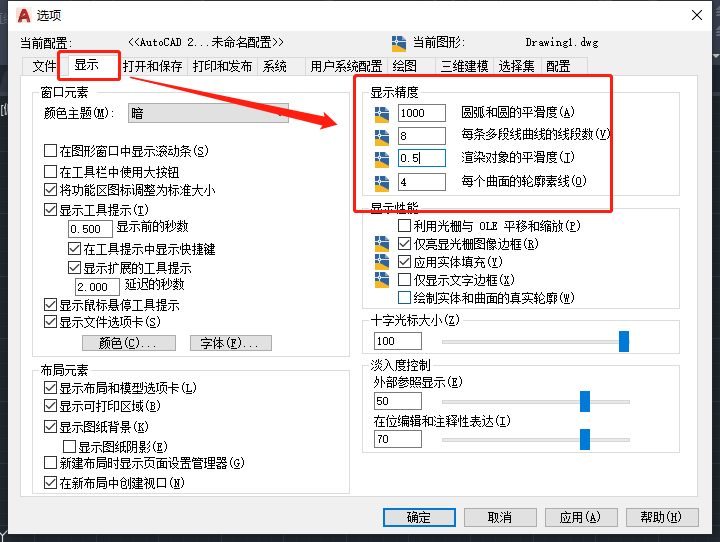 选项
当前配置: <<AutoCAD 2...未命名配置>> 当前图形: Drawing1.dwg
文件 显示 打开和保存 打印和发布 系统 用户系统配置 绘图 三维建模 选择集 配置
窗口元素
颜色主题(M): 暗
在图形窗口中显示滚动条(S)
在工具栏中使用大按钮
将功能区图标调整为标准大小
显示工具提示(T)
0.500 显示前的秒数
在工具提示中显示快捷键
显示扩展的工具提示
2.000 延迟的秒数
显示鼠标悬停工具提示
显示文件选项卡(S)
颜色(C)... 字体(F)...
布局元素
显示布局和模型选项卡(L)
显示可打印区域(B)
显示图纸背景(K)
显示图纸阴影(E)
新建布局时显示页面设置管理器(G)
在新布局中创建视口(N)
显示精度
1000 圆弧和圆的平滑度(A)
8 每条多段线曲线的线段数(V)
0.5 渲染对象的平滑度(J)
4 每个曲面的轮廓素线(O)
显示性能
利用光栅与 OLE 平移和缩放(P)
仅亮显光栅图像边框(R)
应用实体填充(Y)
仅显示文字边框(X)
绘制实体和曲面的真实轮廓(W)
十字光标大小(Z)
100
淡入度控制
外部参照显示(E)
50
在位编辑和注释性表达(I)
70
确定 取消 应用(A) 帮助(H)